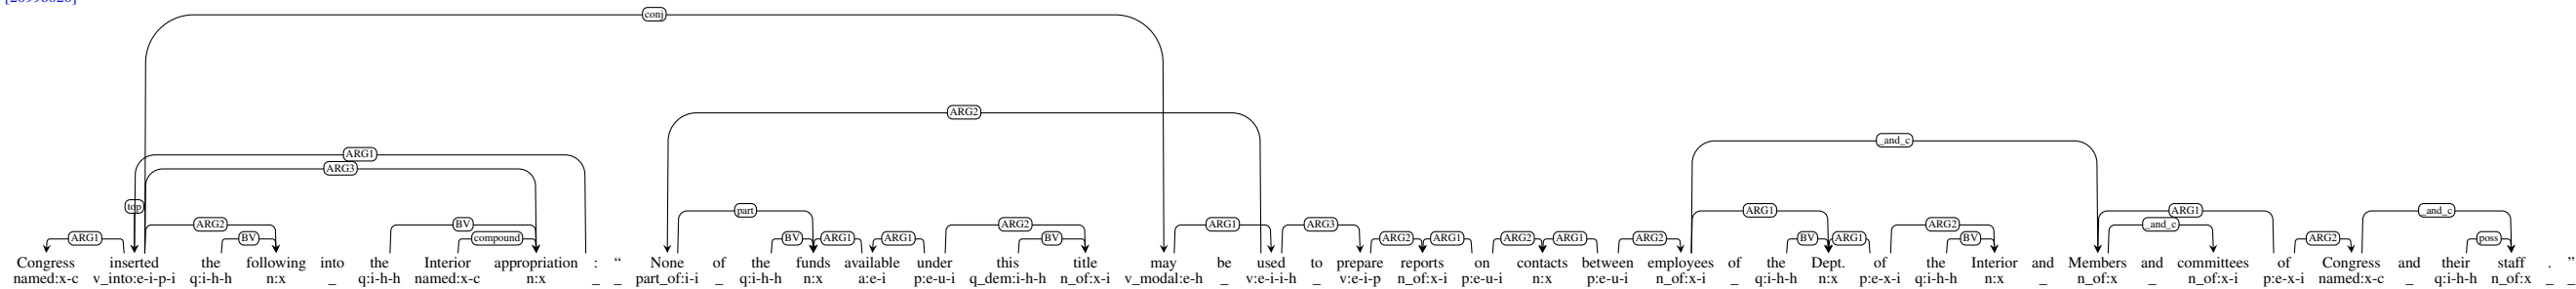 conj
ARG2
_and_c
ARG1
ARG3
top
part
ARG1
ARG1
ARG2 BV ARG2 ARG1 ARG3 ARG2 _and_c _and_c
ARG1 BV compound BV ARG1 ARG1 BV ARG2 ARG1 ARG2 ARG1 ARG2 BV ARG1 BV ARG2 poss
Congress inserted the following into the Interior appropriation : “ None of the funds available under this title may be used to prepare reports on contacts between employees of the Dept. of the Interior and Members and committees of Congress and their staff . ”
named:x-c v_into:e-i-p-i q:i-h-h n:x _ q:i-h-h named:x-c n:x _ _ part_of:i-i _ q:i-h-h n:x a:e-i p:e-u-i q_dem:i-h-h n_of:x-i v_modal:e-h _ v:e-i-i-h _ v:e-i-p n_of:x-i p:e-u-i n:x p:e-u-i n_of:x-i _ q:i-h-h n:x p:e-x-i q:i-h-h n:x _ n_of:x _ n_of:x-i p:e-x-i named:x-c _ q:i-h-h n_of:x _ _